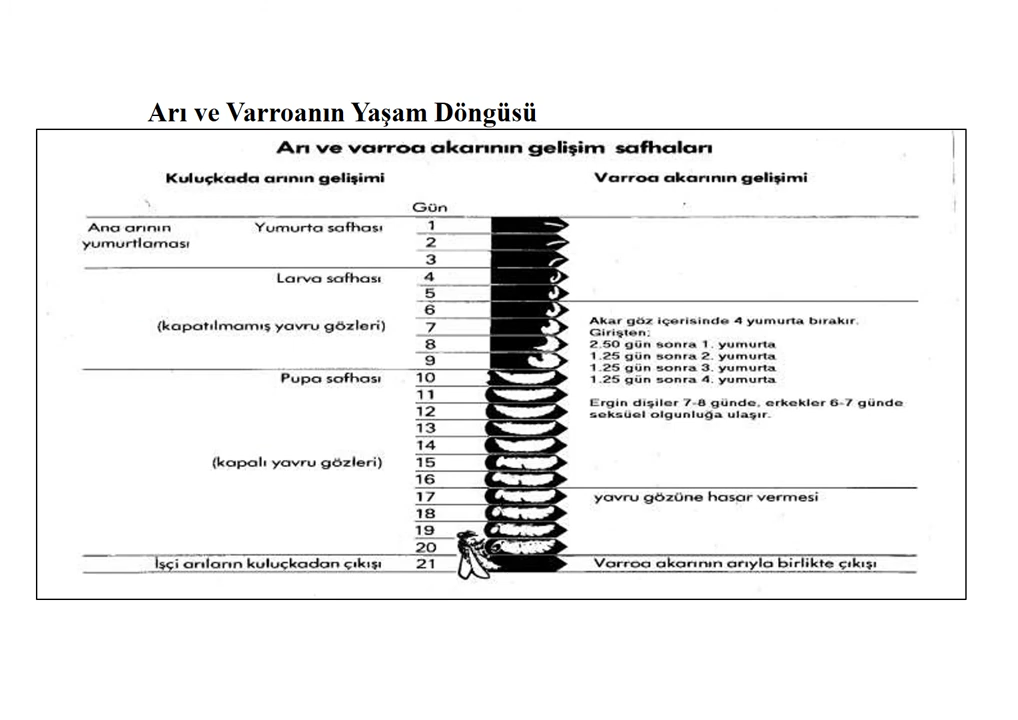 Arı ve Varroanın Yaşam Döngüsü
Arı ve varroa akarının gelişim safhaları
Kuluçkada arının gelişimi
Varroa akarının gelişimi
Gün
Ana arının
yumurtlaması
Yumurta safhası
1
2
3
Larva safhası
4
5
6
(kapatılmamış yavru gözleri)
7
8
9
Pupa safhası
10
11
12
13
14
(kapalı yavru gözleri)
15
16
17
18
19
20
İşçi arıların kuluçkadan çıkışı
21
Akar göz içerisinde 4 yumurta bırakır.
Girişten;
2.50 gün sonra 1. yumurta
1.25 gün sonra 2. yumurta
1.25 gün sonra 3. yumurta
1.25 gün sonra 4. yumurta
Ergin dişiler 7-8 günde, erkekler 6-7 günde
seksüel olgunluğa ulaşır.
yavru gözüne hasar vermesi
Varroa akarının arıyla birlikte çıkışı